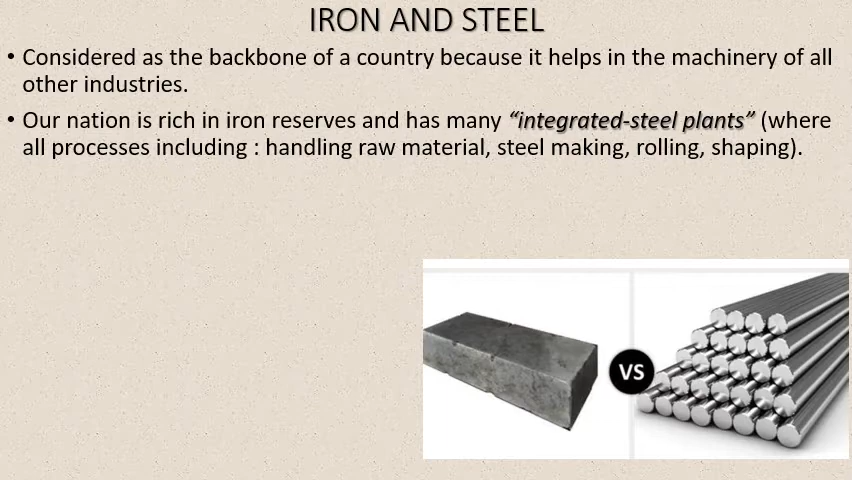 IRON AND STEEL
• Considered as the backbone of a country because it helps in the machinery of all
other industries.
• Our nation is rich in iron reserves and has many “integrated-steel plants” (where
all processes including : handling raw material, steel making, rolling, shaping).
VS